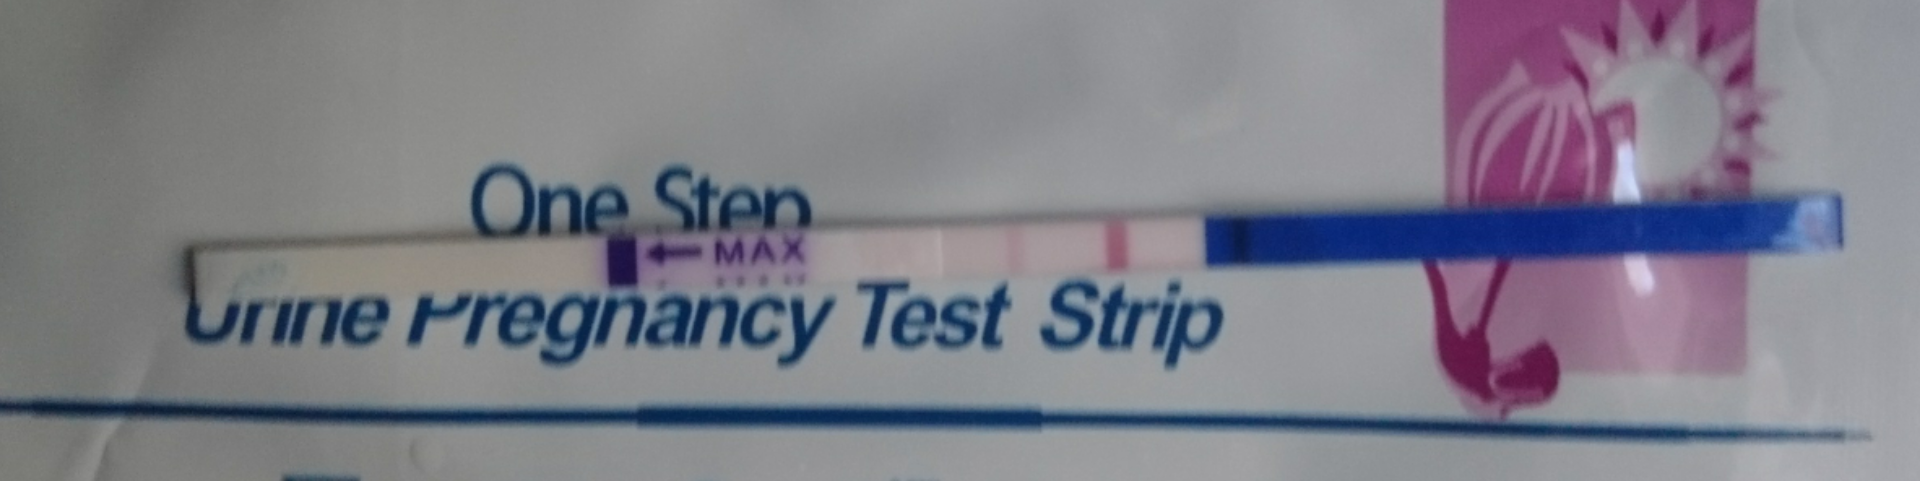 One Step
MAX
Urine Pregnancy Test Strip